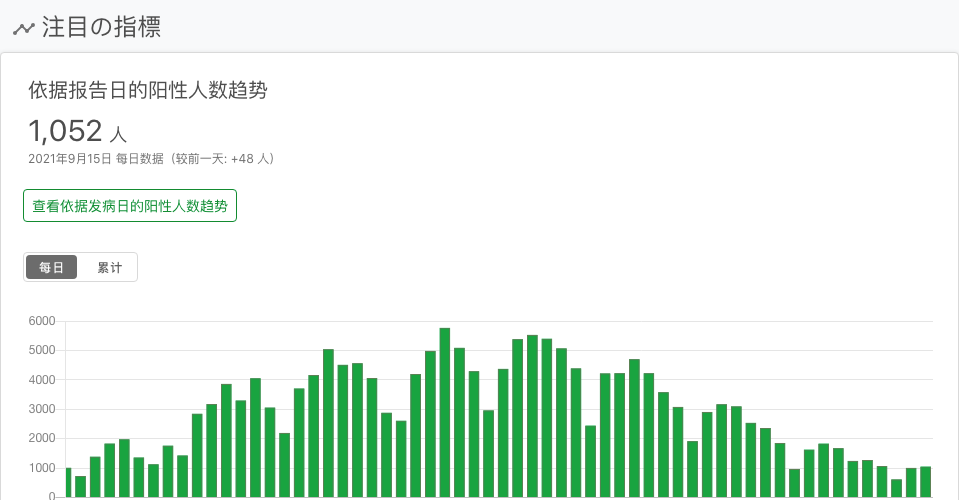 注目の指標
依据报告日的阳性人数趋势
1,052 人
2021年9月15日 每日数据（较前一天: +48 人）
查看依据发病日的阳性人数趋势
每日 累计
6000
5000
4000
3000
2000
1000
0